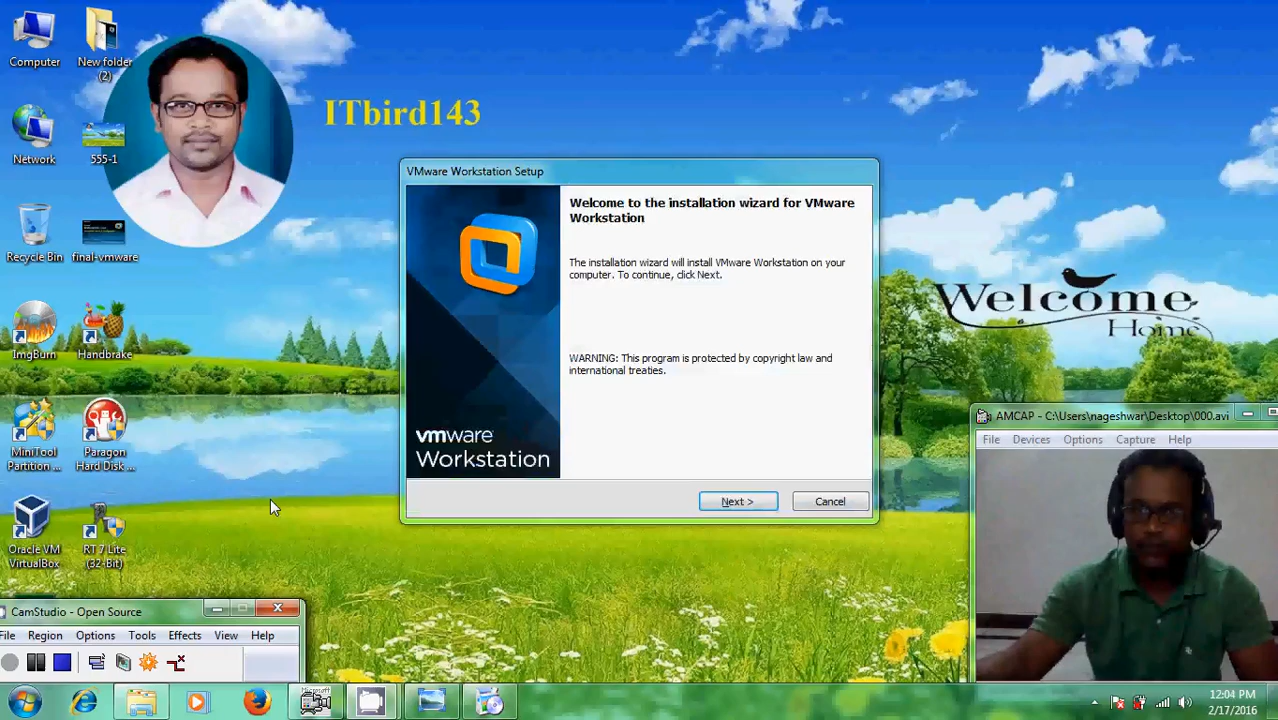 Computer
New folder
(2)
ITbird143
Network
555-1
Recycle Bin
final-vmware
ImgBurn
Handbrake
MiniTool
Partition ...
Paragon
Hard Disk ...
Oracle VM
VirtualBox
RT 7 Lite
(32-Bit)
VMware Workstation Setup
Welcome to the installation wizard for VMware
Workstation
The installation wizard will install VMware Workstation on your
computer. To continue, click Next.
WARNING: This program is protected by copyright law and
international treaties.
vmware
Workstation
Next >
Cancel
Welcome
Home
AMCAP - C:\Users\nageshwar\Desktop\000.avi
File Devices Options Capture Help
CamStudio - Open Source
File Region Options Tools Effects View Help
Microsoft
12:04 PM
2/17/2016